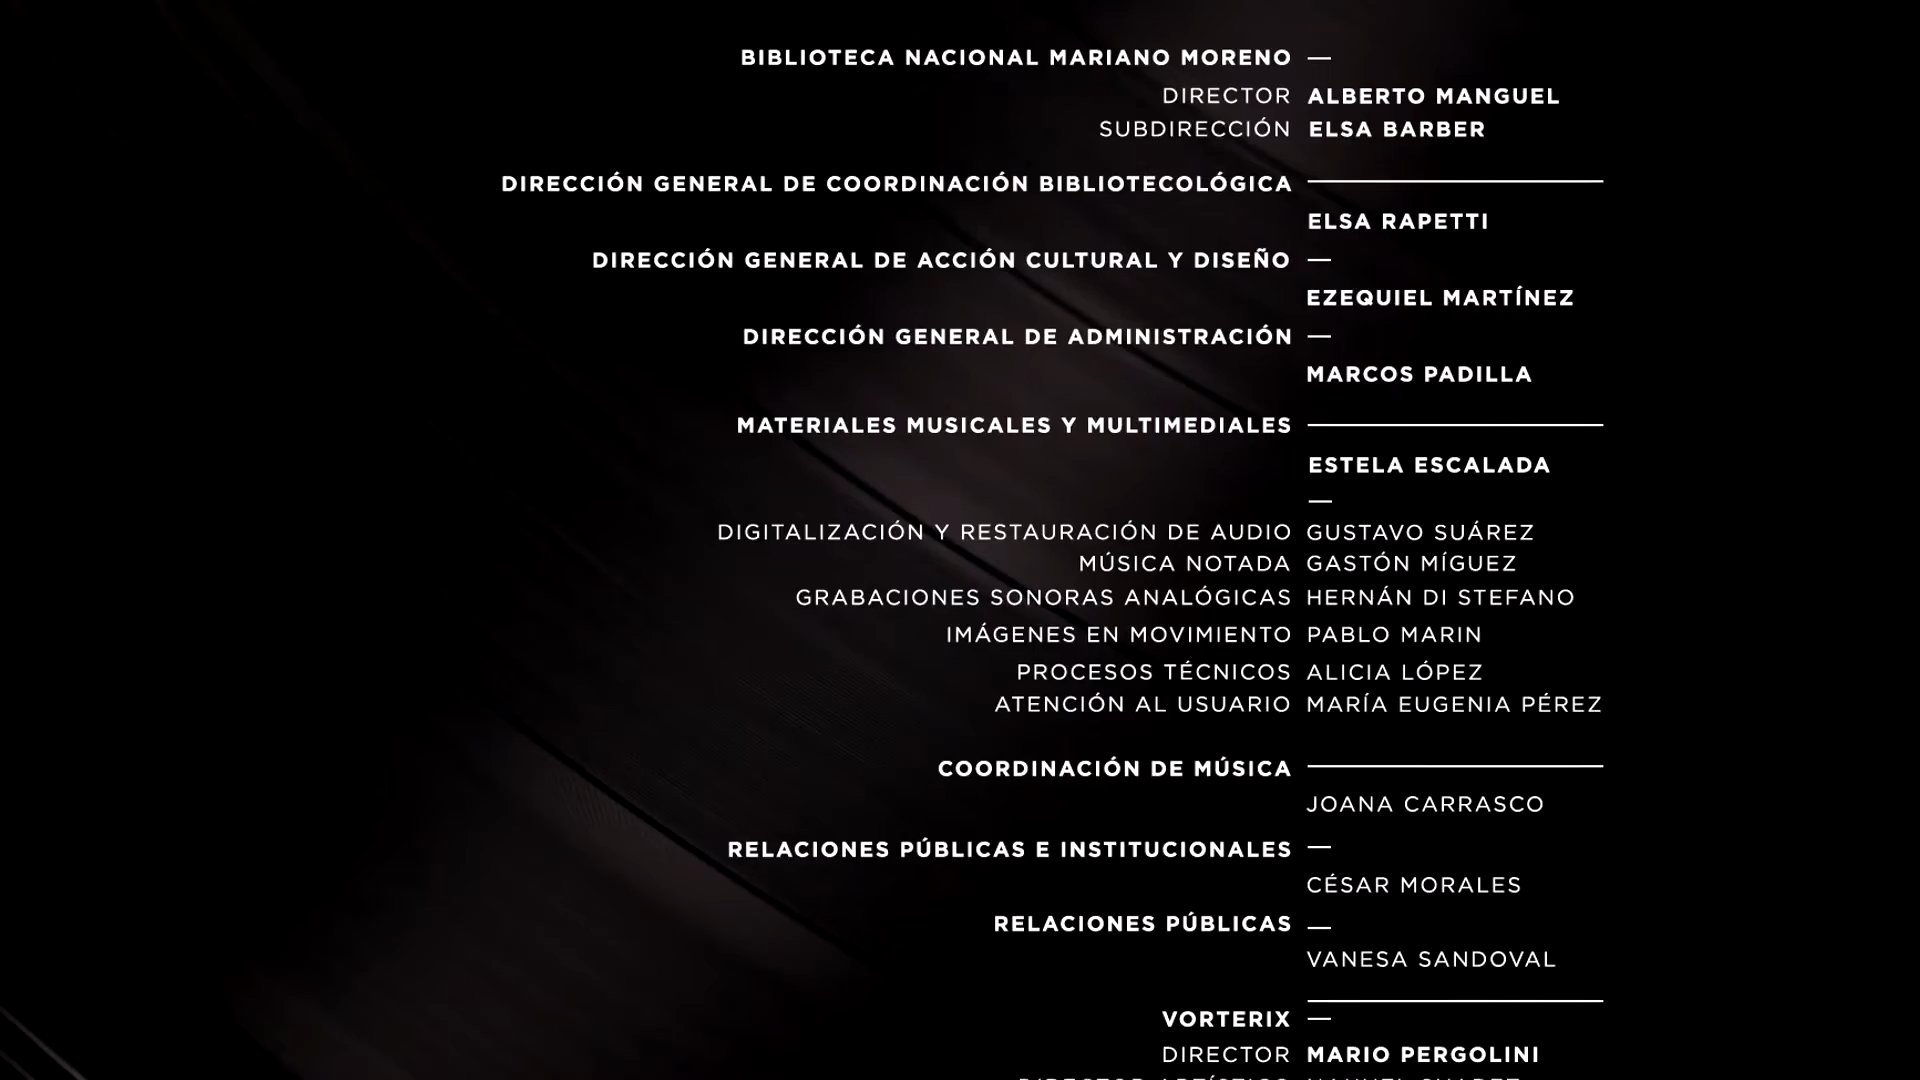 BIBLIOTECA NACIONAL MARIANO MORENO —
DIRECTOR ALBERTO MANGUEL
SUBDIRECCIÓN ELSA BARBER
DIRECCIÓN GENERAL DE COORDINACIÓN BIBLIOTECOLÓGICA
ELSA RAPETTI
DIRECCIÓN GENERAL DE ACCIÓN CULTURAL Y DISEÑO —
EZEQUIEL MARTÍNEZ
DIRECCIÓN GENERAL DE ADMINISTRACIÓN —
MARCOS PADILLA
MATERIALES MUSICALES Y MULTIMEDIALES
ESTELA ESCALADA
—
DIGITALIZACIÓN Y RESTAURACIÓN DE AUDIO GUSTAVO SUÁREZ
MÚSICA NOTADA GASTÓN MÍGUEZ
GRABACIONES SONORAS ANALÓGICAS HERNÁN DI STEFANO
IMÁGENES EN MOVIMIENTO PABLO MARIN
PROCESOS TÉCNICOS ALICIA LÓPEZ
ATENCIÓN AL USUARIO MARÍA EUGENIA PÉREZ
COORDINACIÓN DE MÚSICA
JOANA CARRASCO
RELACIONES PÚBLICAS E INSTITUCIONALES —
CÉSAR MORALES
RELACIONES PÚBLICAS —
VANESA SANDOVAL
VORTERIX —
DIRECTOR MARIO PERGOLINI